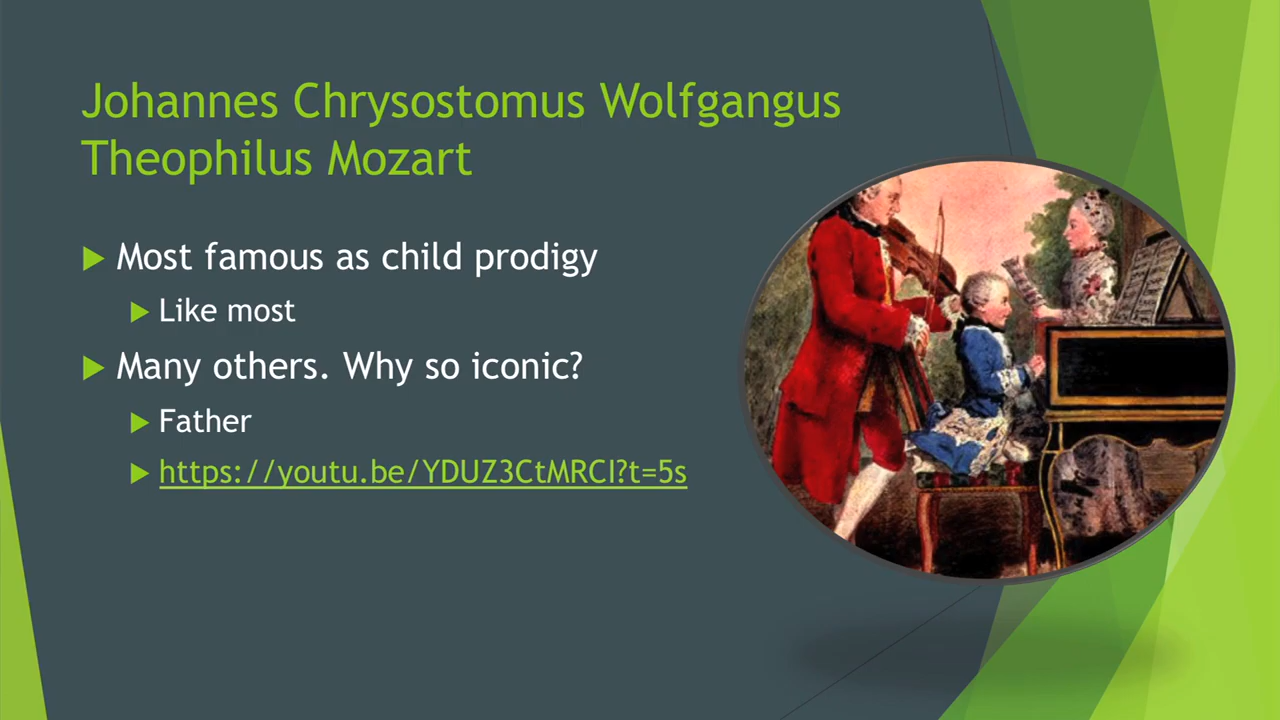 Johannes Chrysostomus Wolfgangus
Theophilus Mozart
Most famous as child prodigy
Like most
Many others. Why so iconic?
Father
https://youtu.be/YDUZ3CtMRCI?t=5s